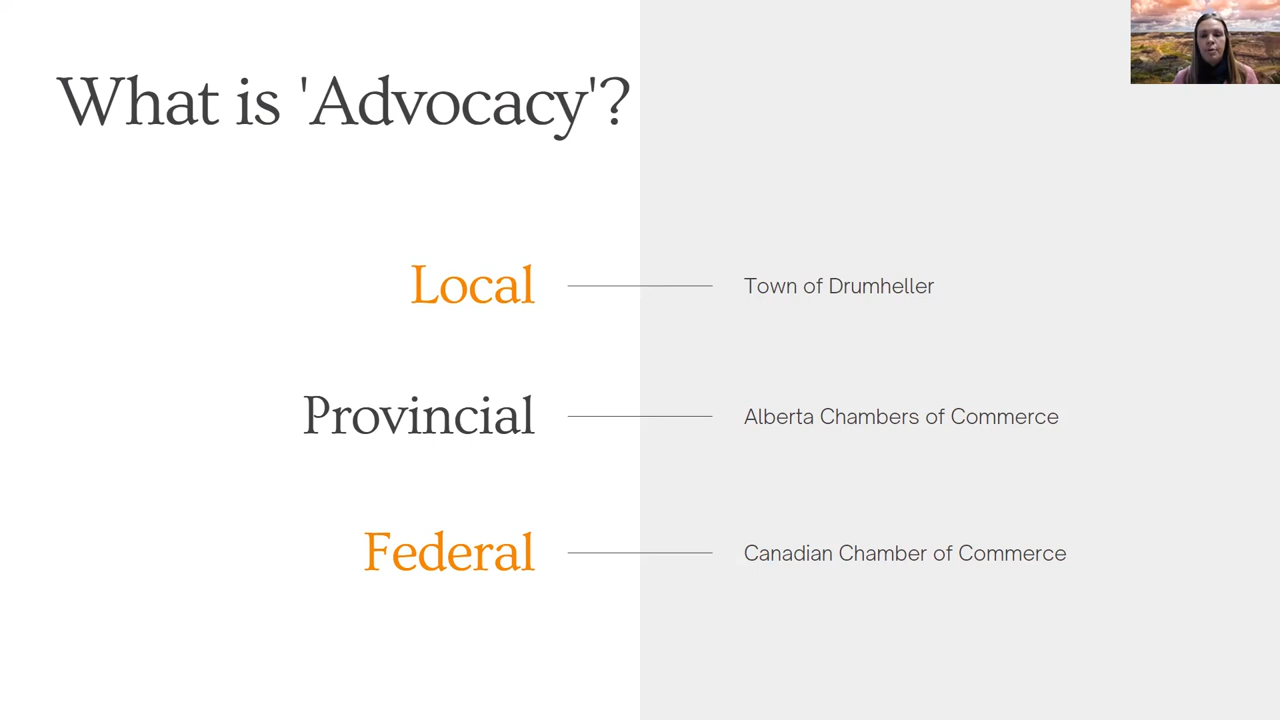 What is 'Advocacy'?
Local
Town of Drumheller
Provincial
Alberta Chambers of Commerce
Federal
Canadian Chamber of Commerce